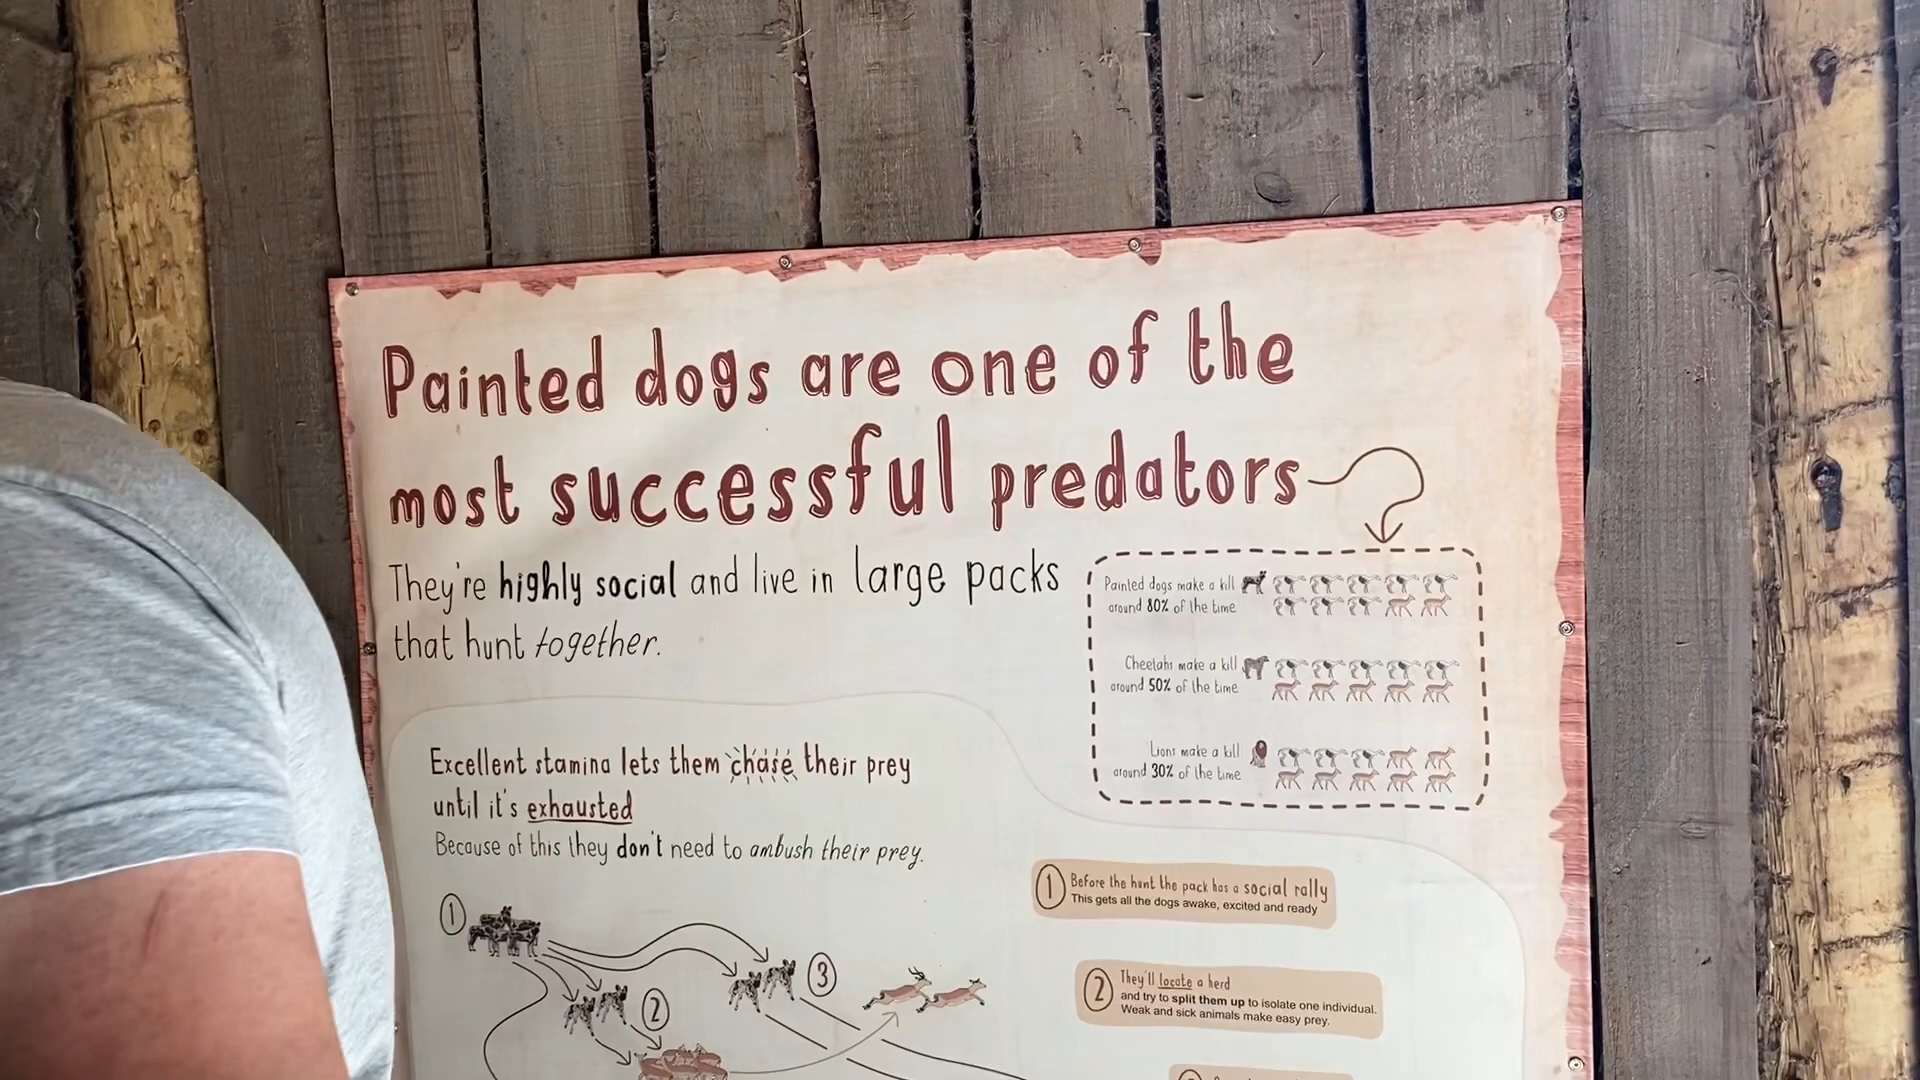 Painted dogs are one of the
most successful predators
They're highly social and live in large packs
that hunt together.
Painted dogs make a kill
around 80% of the time
Cheetahs make a kill
around 50% of the time
Lions make a kill
around 30% of the time
Excellent stamina lets them chase their prey
until it's exhausted
Because of this they don't need to ambush their prey.
1
2
3
1 Before the hunt the pack has a social rally
This gets all the dogs awake, excited and ready
2 They'll locate a herd
and try to split them up to isolate one individual.
Weak and sick animals make easy prey.